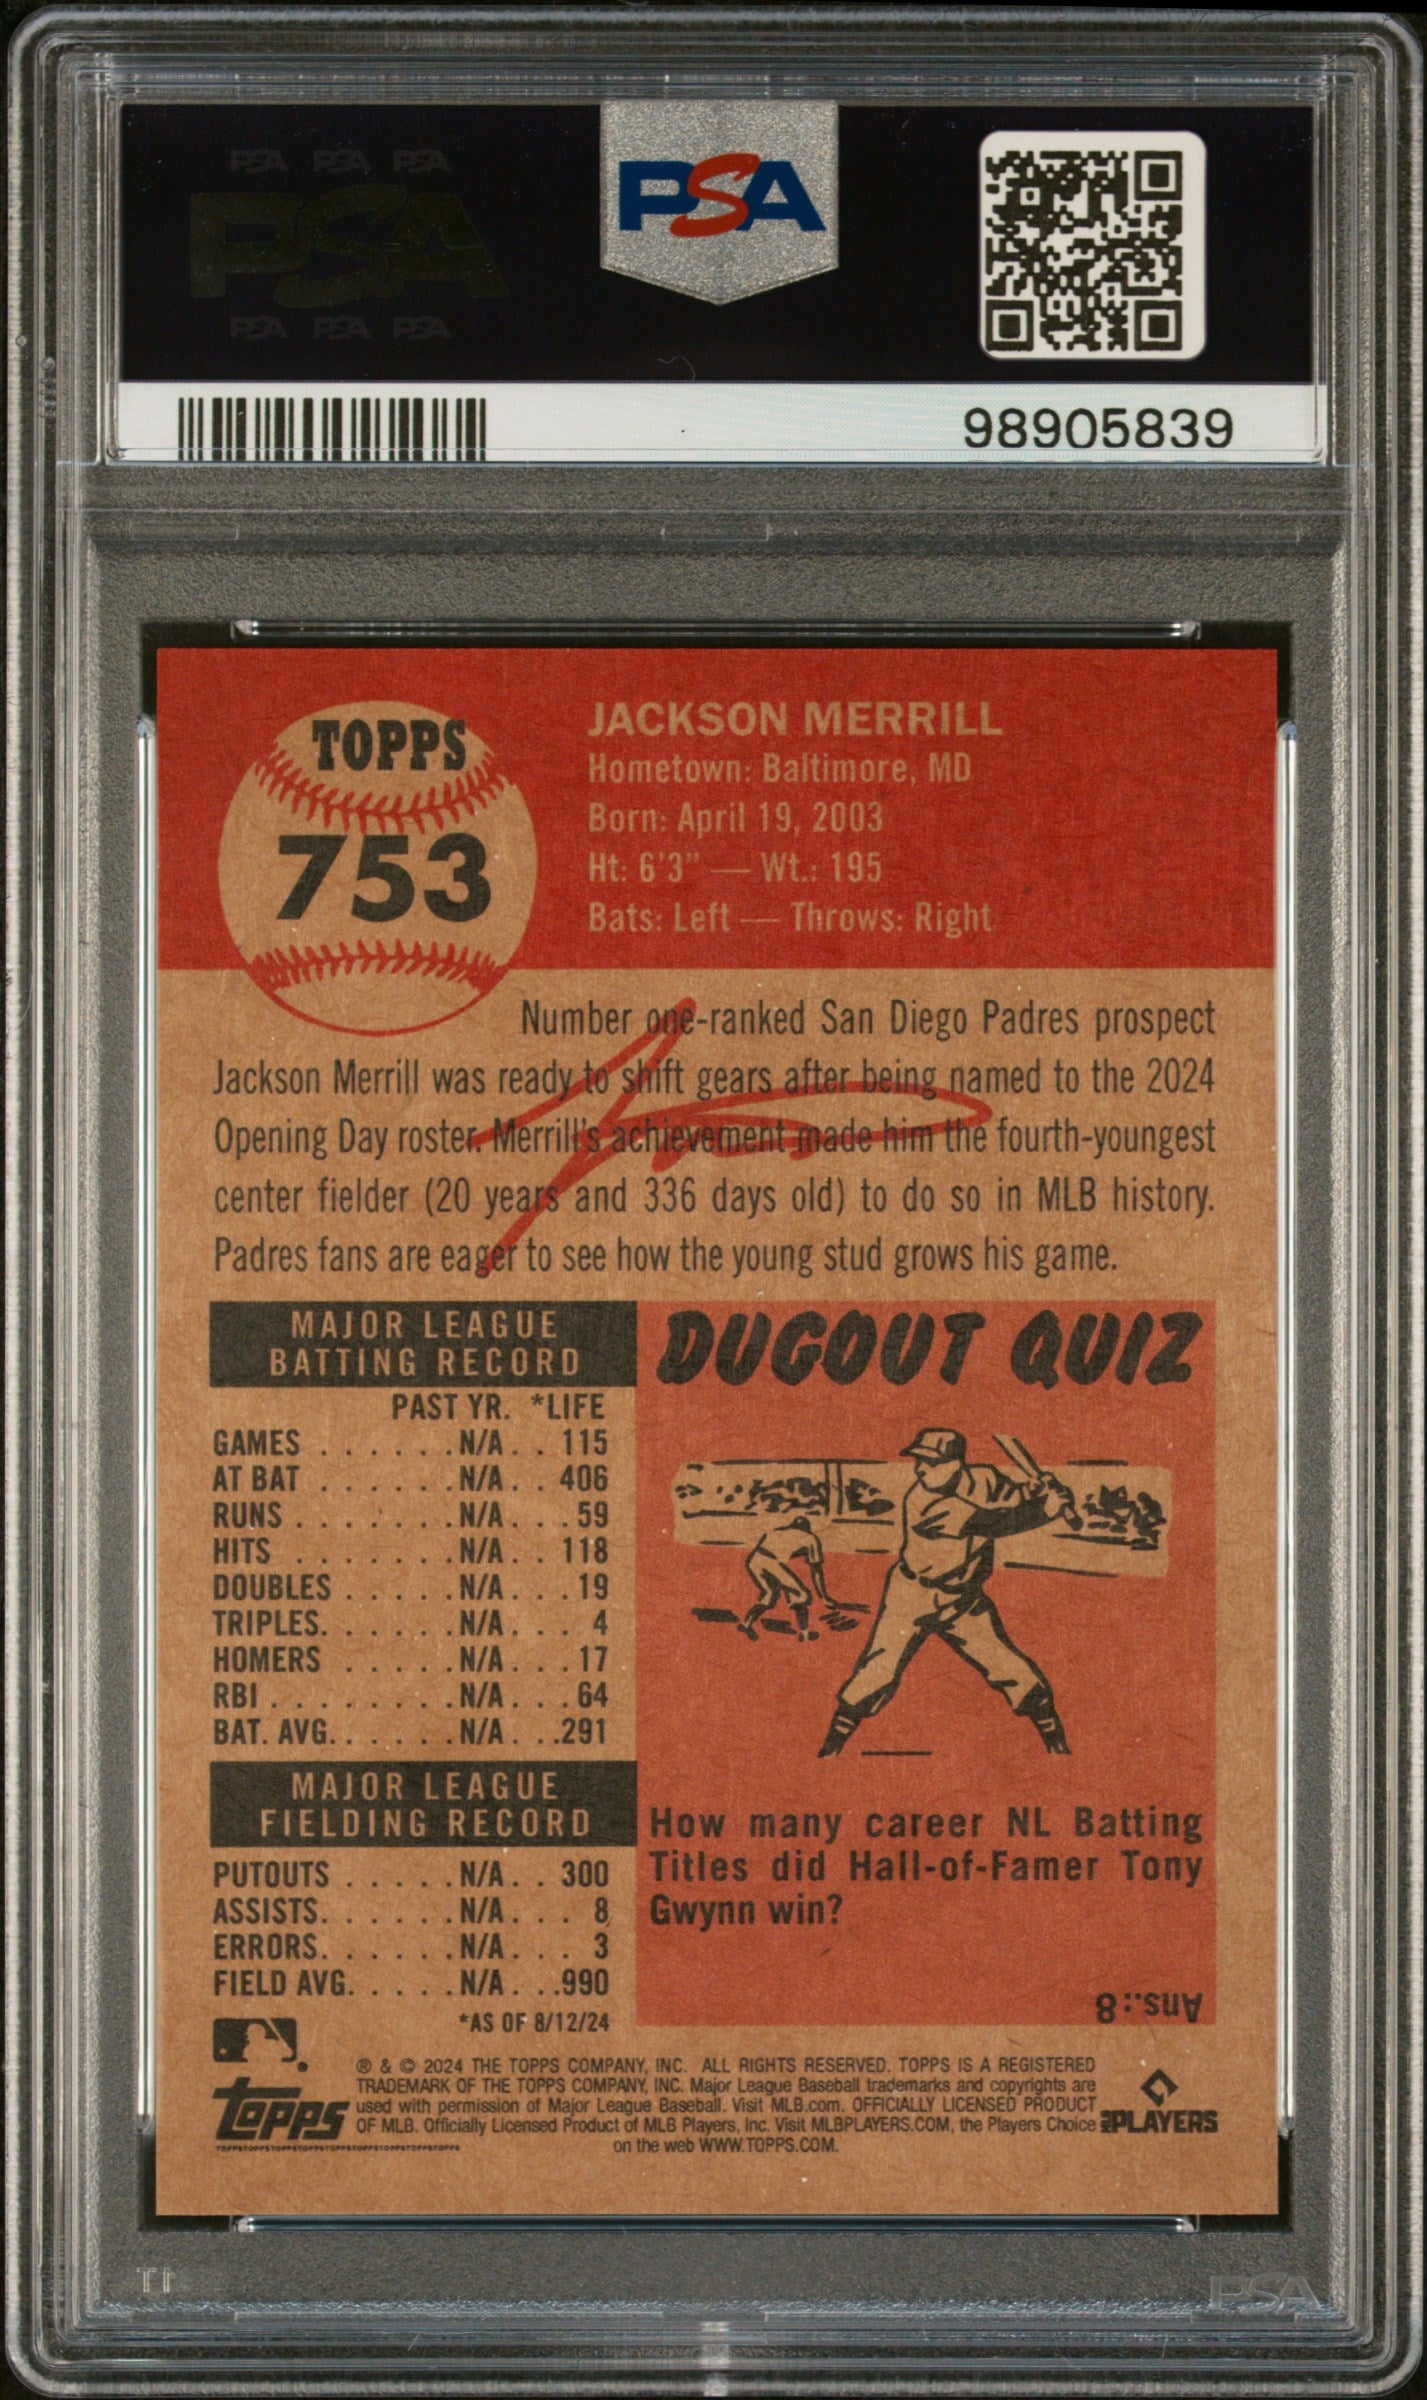 PSA PSA PSA
PSA
PSA PSA PSA
PSA
98905839
TOPPS
753
JACKSON MERRILL
Hometown: Baltimore, MD
Born: April 19, 2003
Ht: 6'3" — Wt.: 195
Bats: Left — Throws: Right
Number one-ranked San Diego Padres prospect
Jackson Merrill was ready to shift gears after being named to the 2024
Opening Day roster. Merrill's achievement made him the fourth-youngest
center fielder (20 years and 336 days old) to do so in MLB history.
Padres fans are eager to see how the young stud grows his game.
MAJOR LEAGUE
BATTING RECORD
PAST YR. *LIFE
GAMES . . . . . . N/A . . 115
AT BAT . . . . . . N/A . . 406
RUNS . . . . . . . N/A . . . 59
HITS . . . . . . . N/A . . 118
DOUBLES . . . . . N/A . . . 19
TRIPLES. . . . . . N/A . . . 4
HOMERS . . . . . N/A . . . 17
RBI . . . . . . . . N/A . . . 64
BAT. AVG. . . . . . N/A . . .291
MAJOR LEAGUE
FIELDING RECORD
PUTOUTS . . . . . N/A . . 300
ASSISTS. . . . . . N/A . . . 8
ERRORS. . . . . . N/A . . . 3
FIELD AVG. . . . . N/A . . .990
*AS OF 8/12/24
DUGOUT QUIZ
How many career NL Batting
Titles did Hall-of-Famer Tony
Gwynn win?
Ans.:8
® & © 2024 THE TOPPS COMPANY, INC. ALL RIGHTS RESERVED. TOPPS IS A REGISTERED
TRADEMARK OF THE TOPPS COMPANY, INC. Major League Baseball trademarks and copyrights are
used with permission of Major League Baseball. Visit MLB.com. OFFICIALLY LICENSED PRODUCT
OF MLB. Officially Licensed Product of MLB Players, Inc. Visit MLBPLAYERS.COM, the Players Choice
on the web WWW.TOPPS.COM.
topps
TOPPSTOPPSTOPPSTOPPSTOPPSTOPPSTOPPSTOPPSTOPPS
MLBPLAYERS
PSA